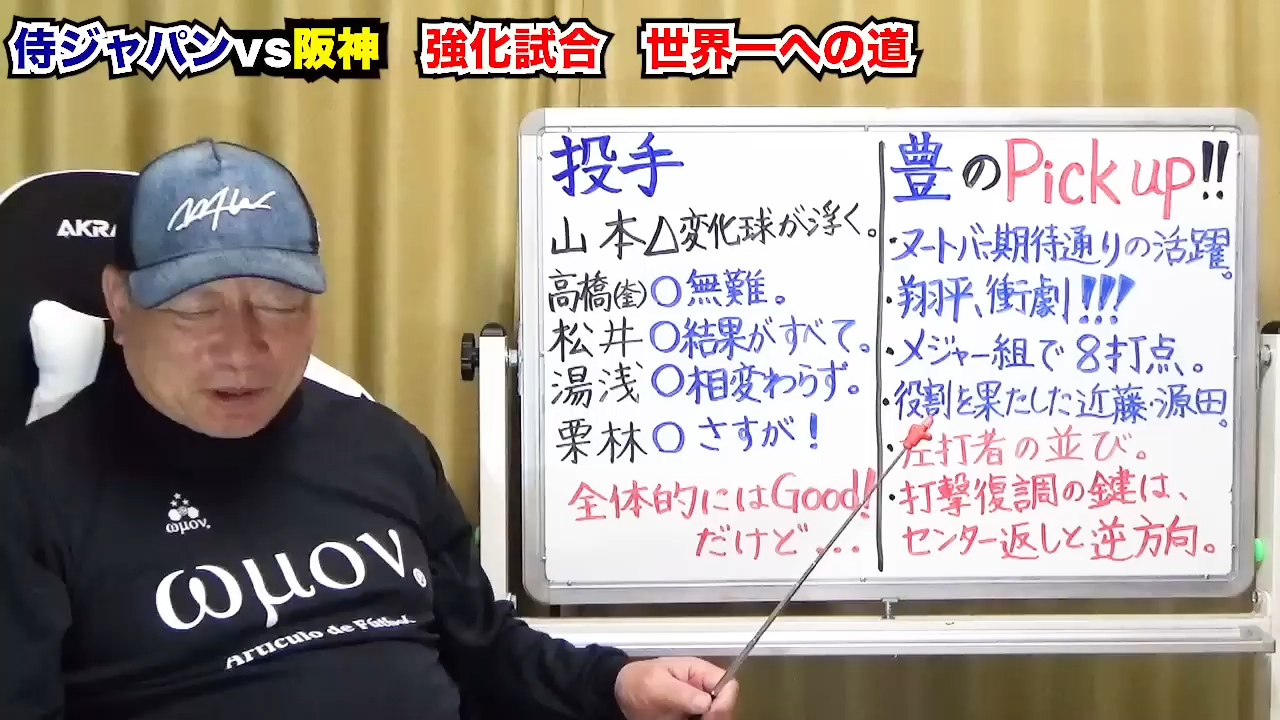 侍ジャパンvs阪神 強化試合 世界一への道
投手
山本△変化球が浮く。
高橋(奎)○無難。
松井○結果がすべて。
湯浅○相変わらず。
栗林○さすが！
全体的にはGood!!
だけど...
豊のPick up!!
・ヌートバー期待通りの活躍。
・翔平、衝劇!!!
・メジャー組で8打点。
・役割を果たした近藤・源田。
・左打者の並び。
・打撃復調の鍵は、
センター返しと逆方向。
AKRA
ωμον.
ωμον.
Articulo de Fútbol